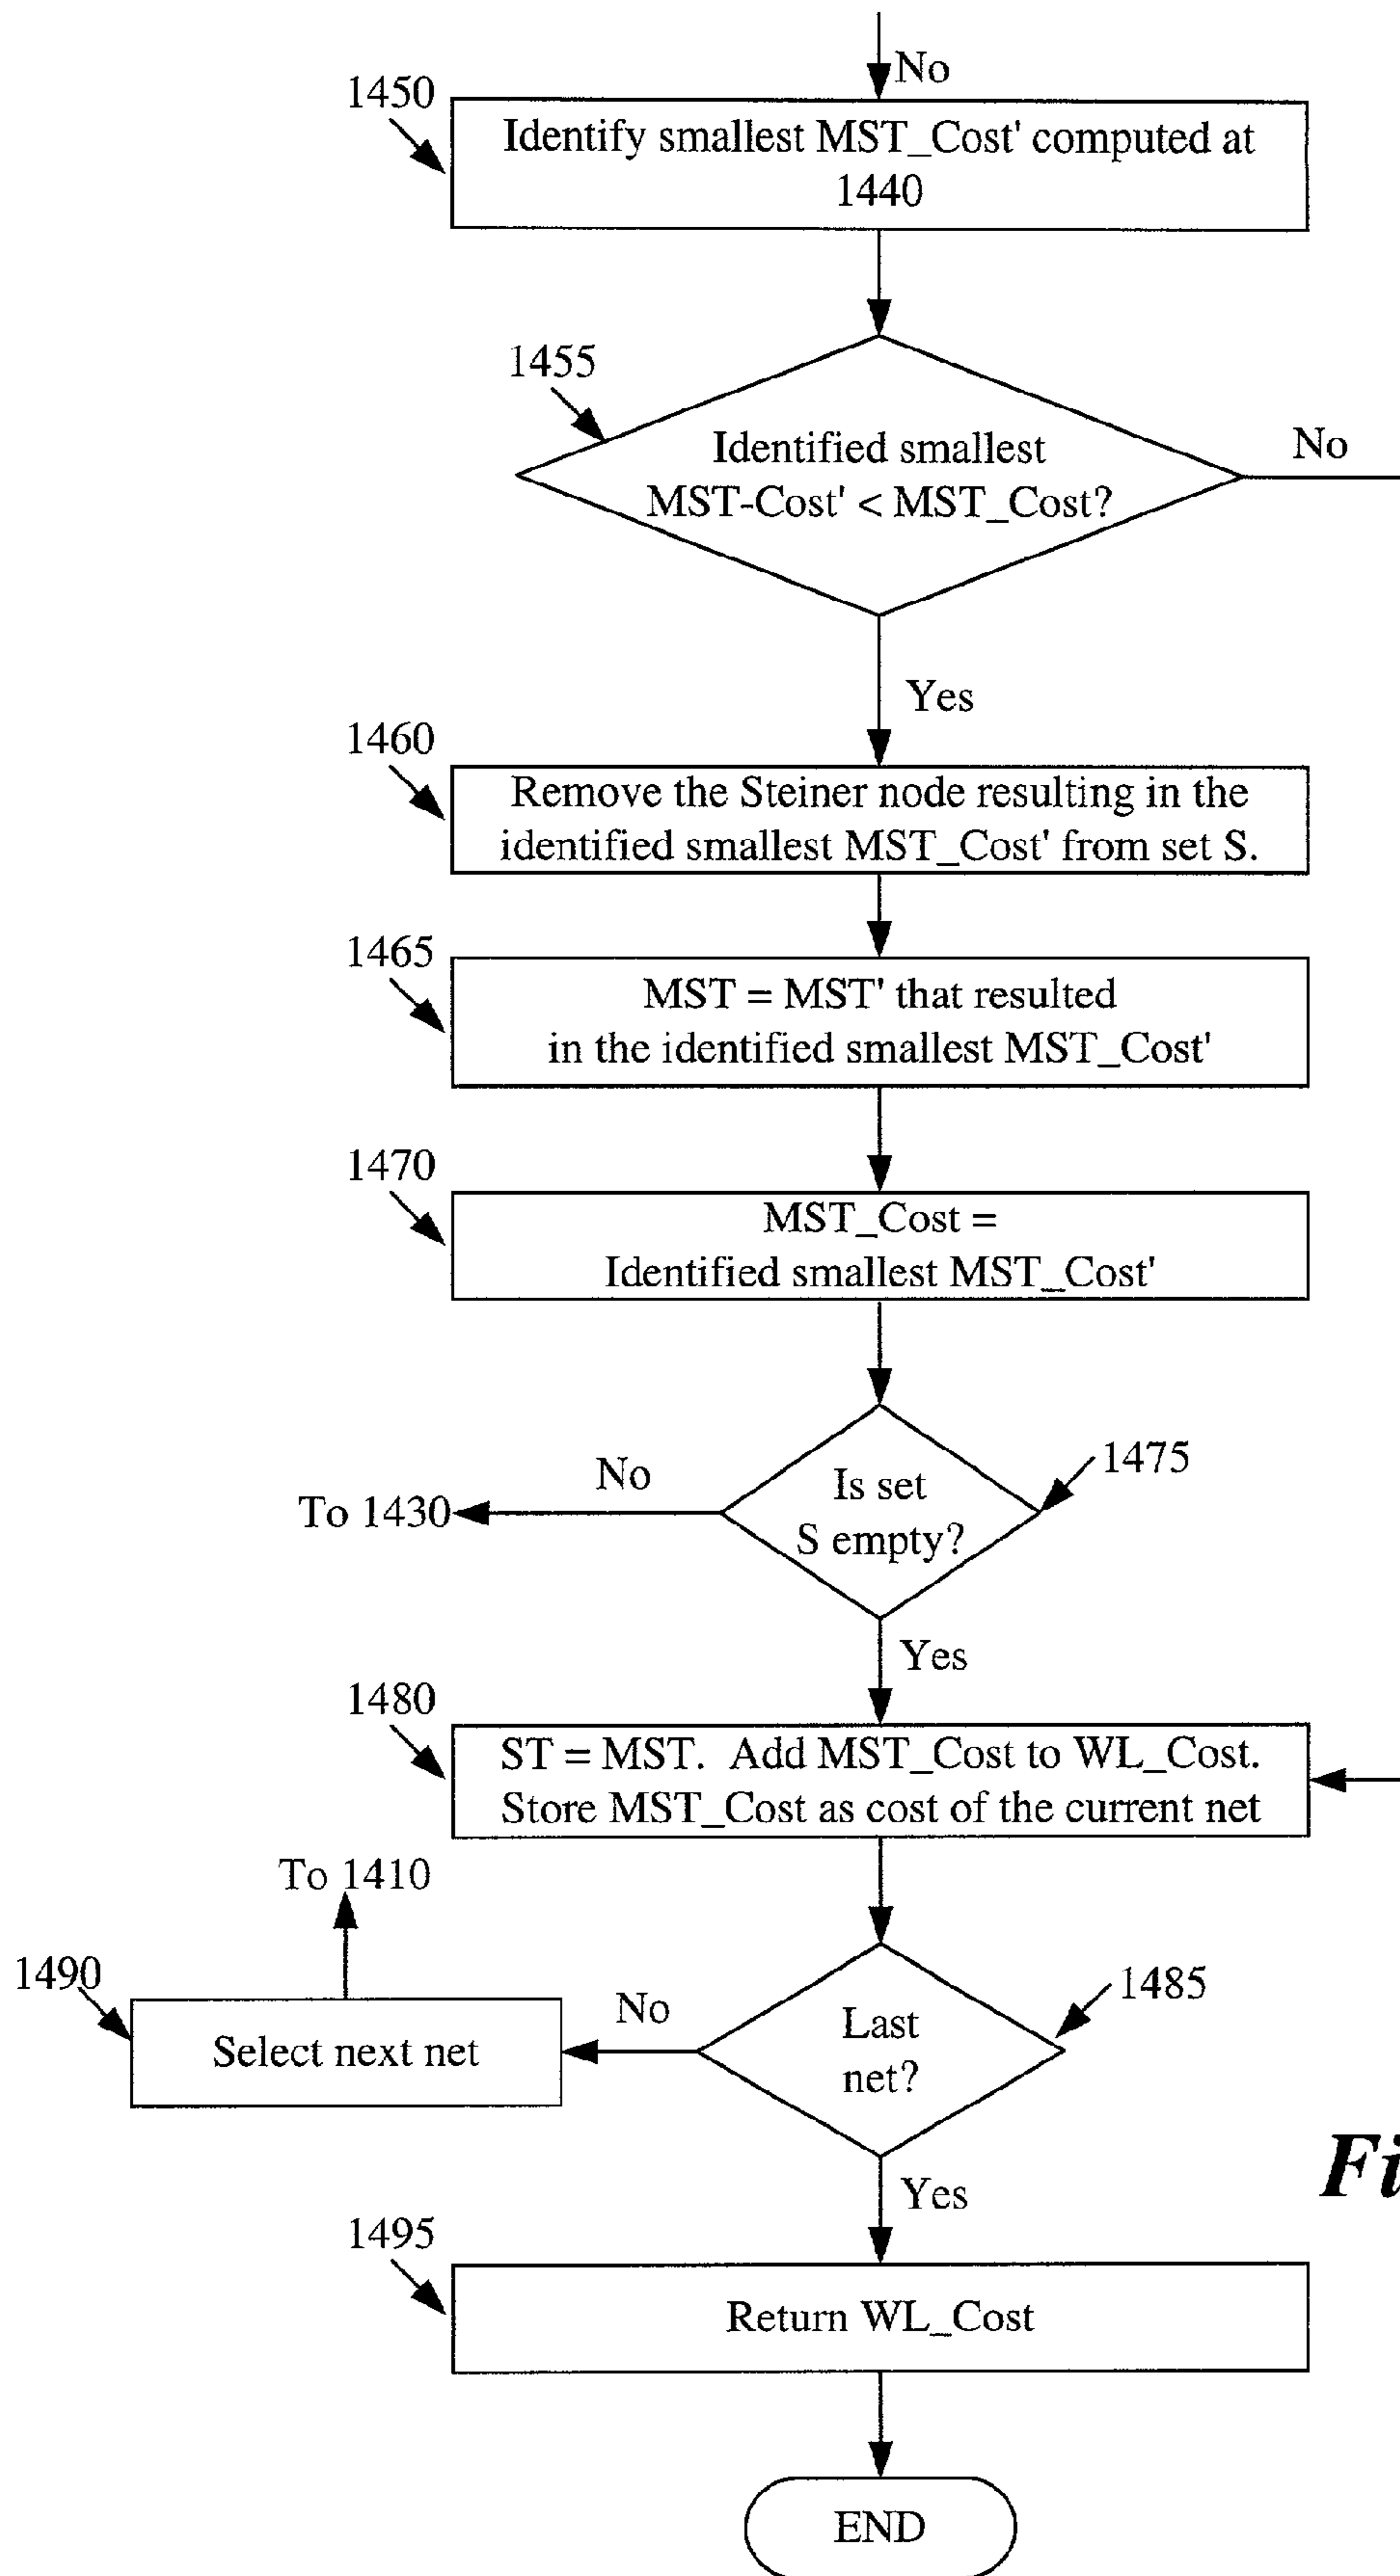 No
1450
Identify smallest MST_Cost' computed at
1440
1455
Identified smallest
MST-Cost' < MST_Cost?
No
Yes
1460
Remove the Steiner node resulting in the
identified smallest MST_Cost' from set S.
1465
MST = MST' that resulted
in the identified smallest MST_Cost'
1470
MST_Cost =
Identified smallest MST_Cost'
1475
No
Is set
S empty?
To 1430
Yes
1480
ST = MST. Add MST_Cost to WL_Cost.
Store MST_Cost as cost of the current net
To 1410
1490
Select next net
No
1485
Last
net?
Fi
Yes
1495
Return WL_Cost
END